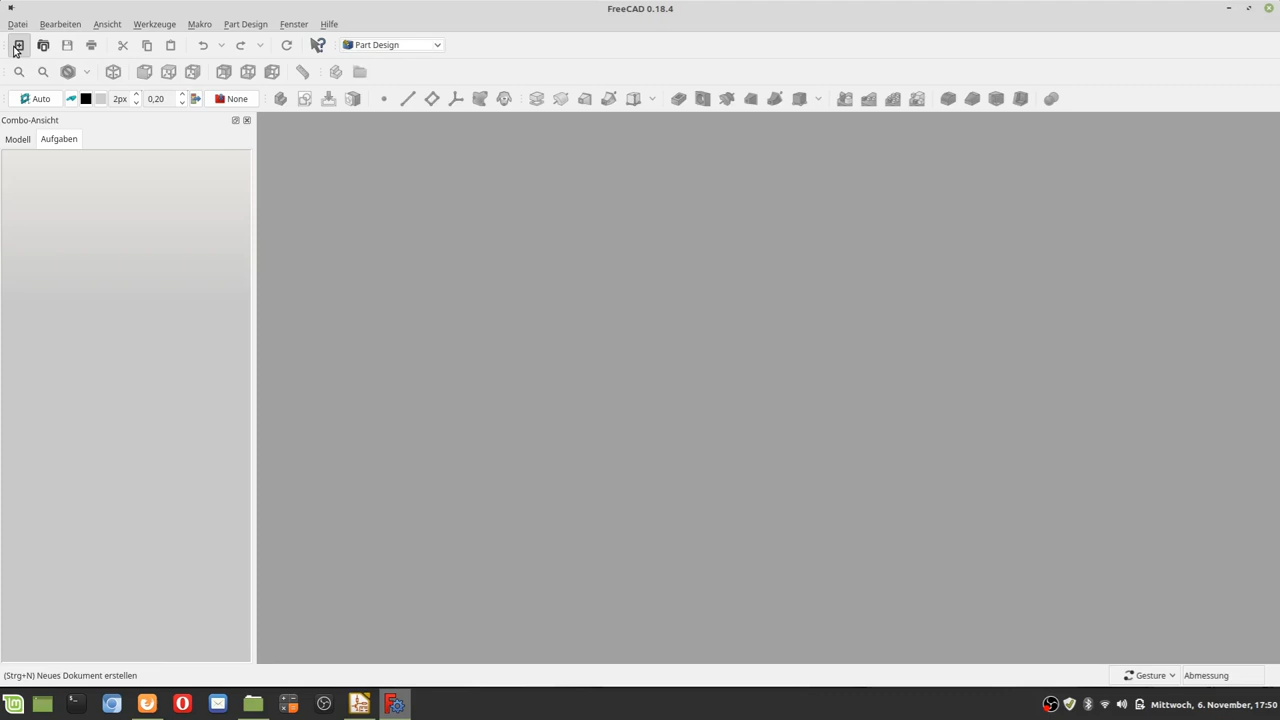 FreeCAD 0.18.4
Datei Bearbeiten Ansicht Werkzeuge Makro Part Design Fenster Hilfe
Part Design
Auto 2px 0,20 None
Combo-Ansicht
Modell Aufgaben
(Strg+N) Neues Dokument erstellen
Gesture Abmessung
Mittwoch, 6. November, 17:50